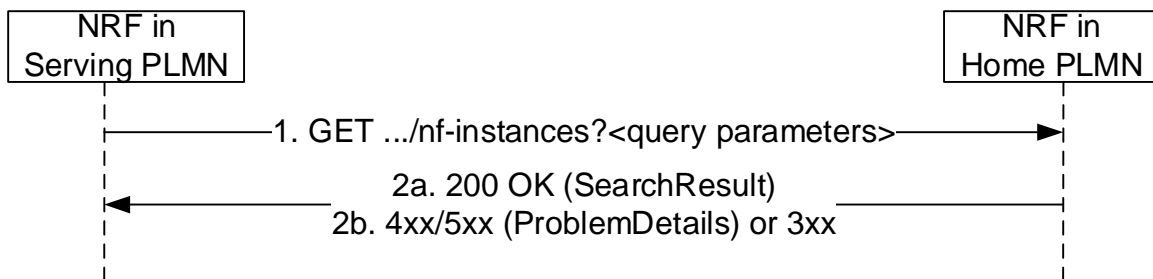 NRF in
Serving PLMN
NRF in
Home PLMN
1. GET .../nf-instances?<query parameters>
2a. 200 OK (SearchResult)
2b. 4xx/5xx (ProblemDetails) or 3xx